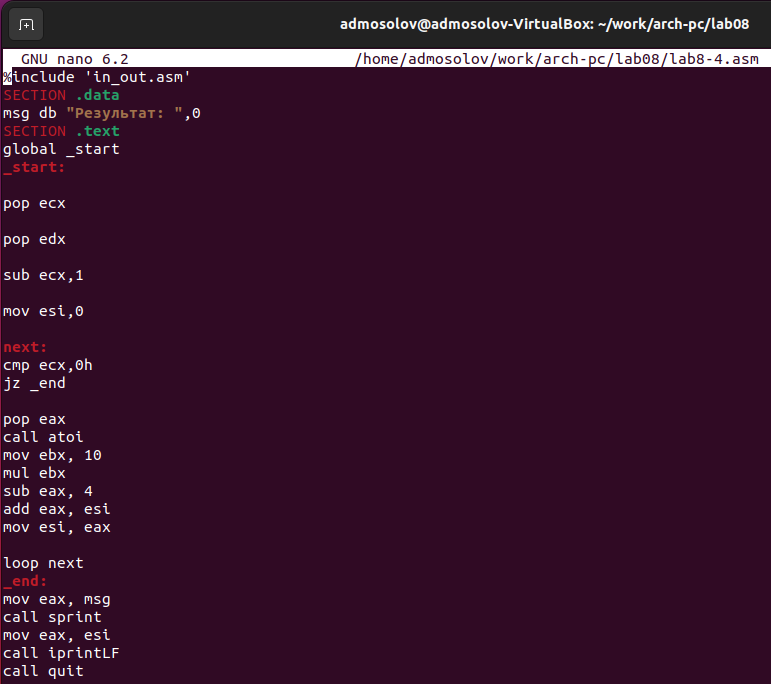 admosolov@admosolov-VirtualBox: ~/work/arch-pc/lab08
GNU nano 6.2 /home/admosolov/work/arch-pc/lab08/lab8-4.asm
%include 'in_out.asm'
SECTION .data
msg db "Результат: ",0
SECTION .text
global _start
_start:
pop ecx
pop edx
sub ecx,1
mov esi,0
next:
cmp ecx,0h
jz _end
pop eax
call atoi
mov ebx, 10
mul ebx
sub eax, 4
add eax, esi
mov esi, eax
loop next
_end:
mov eax, msg
call sprint
mov eax, esi
call iprintLF
call quit